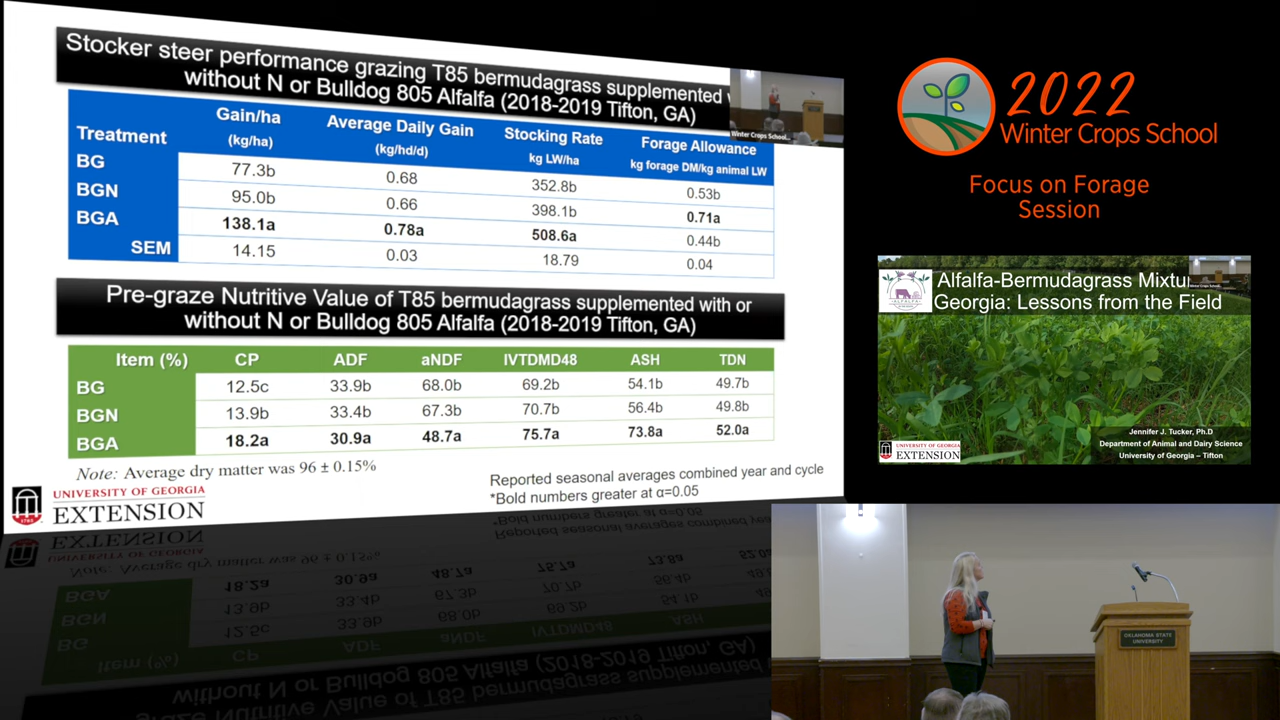 Stocker steer performance grazing T85 bermudagrass supplemented
without N or Bulldog 805 Alfalfa (2018-2019 Tifton, GA)
Treatment Gain/ha (kg/ha) Average Daily Gain (kg/hd/d) Stocking Rate kg LW/ha Forage Allowance kg forage DM/kg animal LW
BG 77.3b 0.68 352.8b 0.53b
BGN 95.0b 0.66 398.1b 0.71a
BGA 138.1a 0.78a 508.6a 0.44b
SEM 14.15 0.03 18.79 0.04
Winter Crops School...
Pre-graze Nutritive Value of T85 bermudagrass supplemented with or
without N or Bulldog 805 Alfalfa (2018-2019 Tifton, GA)
Item (%) CP ADF aNDF IVTDMD48 ASH TDN
BG 12.5c 33.9b 68.0b 69.2b 54.1b 49.7b
BGN 13.9b 33.4b 67.3b 70.7b 56.4b 49.8b
BGA 18.2a 30.9a 48.7a 75.7a 73.8a 52.0a
Note: Average dry matter was 96 ± 0.15%
Reported seasonal averages combined year and cycle
*Bold numbers greater at α=0.05
1785
UNIVERSITY OF GEORGIA
EXTENSION
2022
Winter Crops School
Focus on Forage
Session
Alfalfa-Bermudagrass Mixtu
Georgia: Lessons from the Field
Jennifer J. Tucker, Ph.D
Department of Animal and Dairy Science
University of Georgia – Tifton
UNIVERSITY OF GEORGIA
EXTENSION
OKLAHOMA STATE
UNIVERSITY